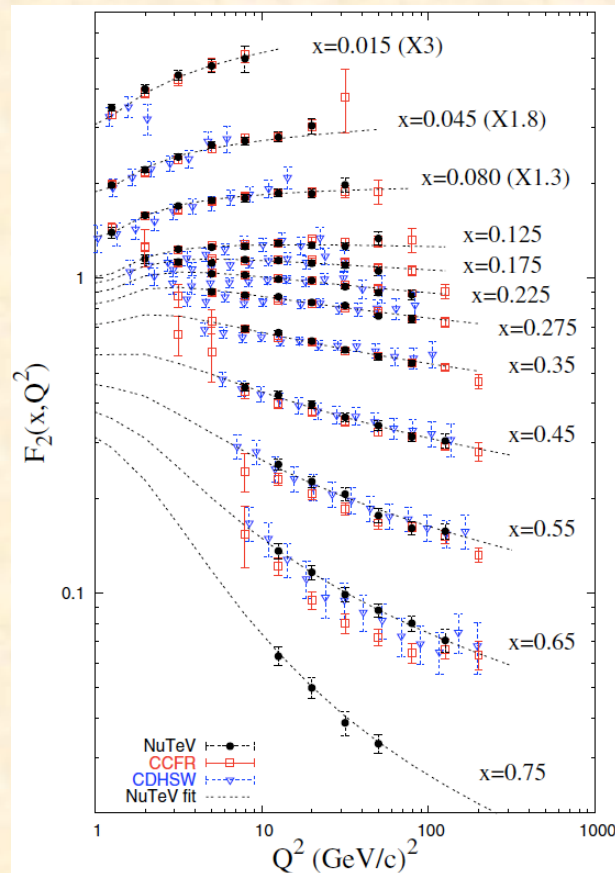 x=0.015 (X3)
x=0.045 (X1.8)
x=0.080 (X1.3)
x=0.125
x=0.175
x=0.225
x=0.275
x=0.35
x=0.45
x=0.55
x=0.65
x=0.75
F₂(x,Q²)
1
0.1
NuTeV
CCFR
CDHSW
NuTeV fit
1
10
100
1000
Q² (GeV/c)²